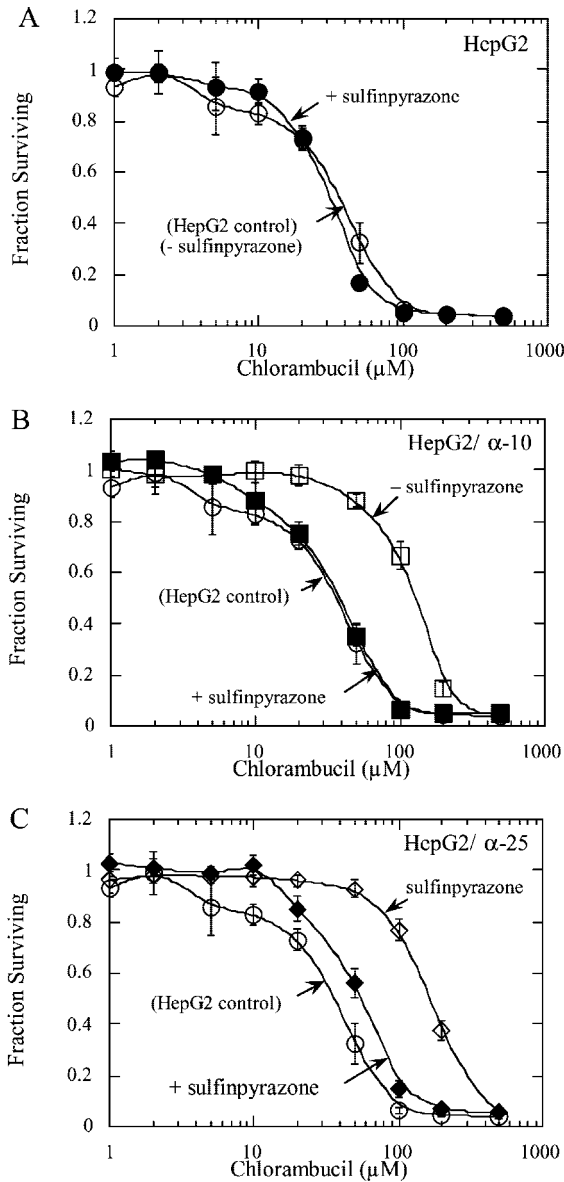 A
HcpG2
1.2
1
0.8
0.6
0.4
0.2
0
Fraction Surviving
+ sulfinpyrazonc
(HepG2 control)
(- sulfinpyrazone)
1
10
100
1000
Chlorambucil (µM)
B
HepG2/ α-10
1.2
1
0.8
0.6
0.4
0.2
0
Fraction Surviving
– sulfinpyrazone
(HepG2 control)
+ sulfinpyrazone
1
10
100
1000
Chlorambucil (µM)
C
HepG2/ α-25
1.2
1
0.8
0.6
0.4
0.2
0
Fraction Surviving
sulfinpyrazone
(HepG2 control)
+ sulfinpyrazone
1
10
100
1000
Chlorambucil (µM)